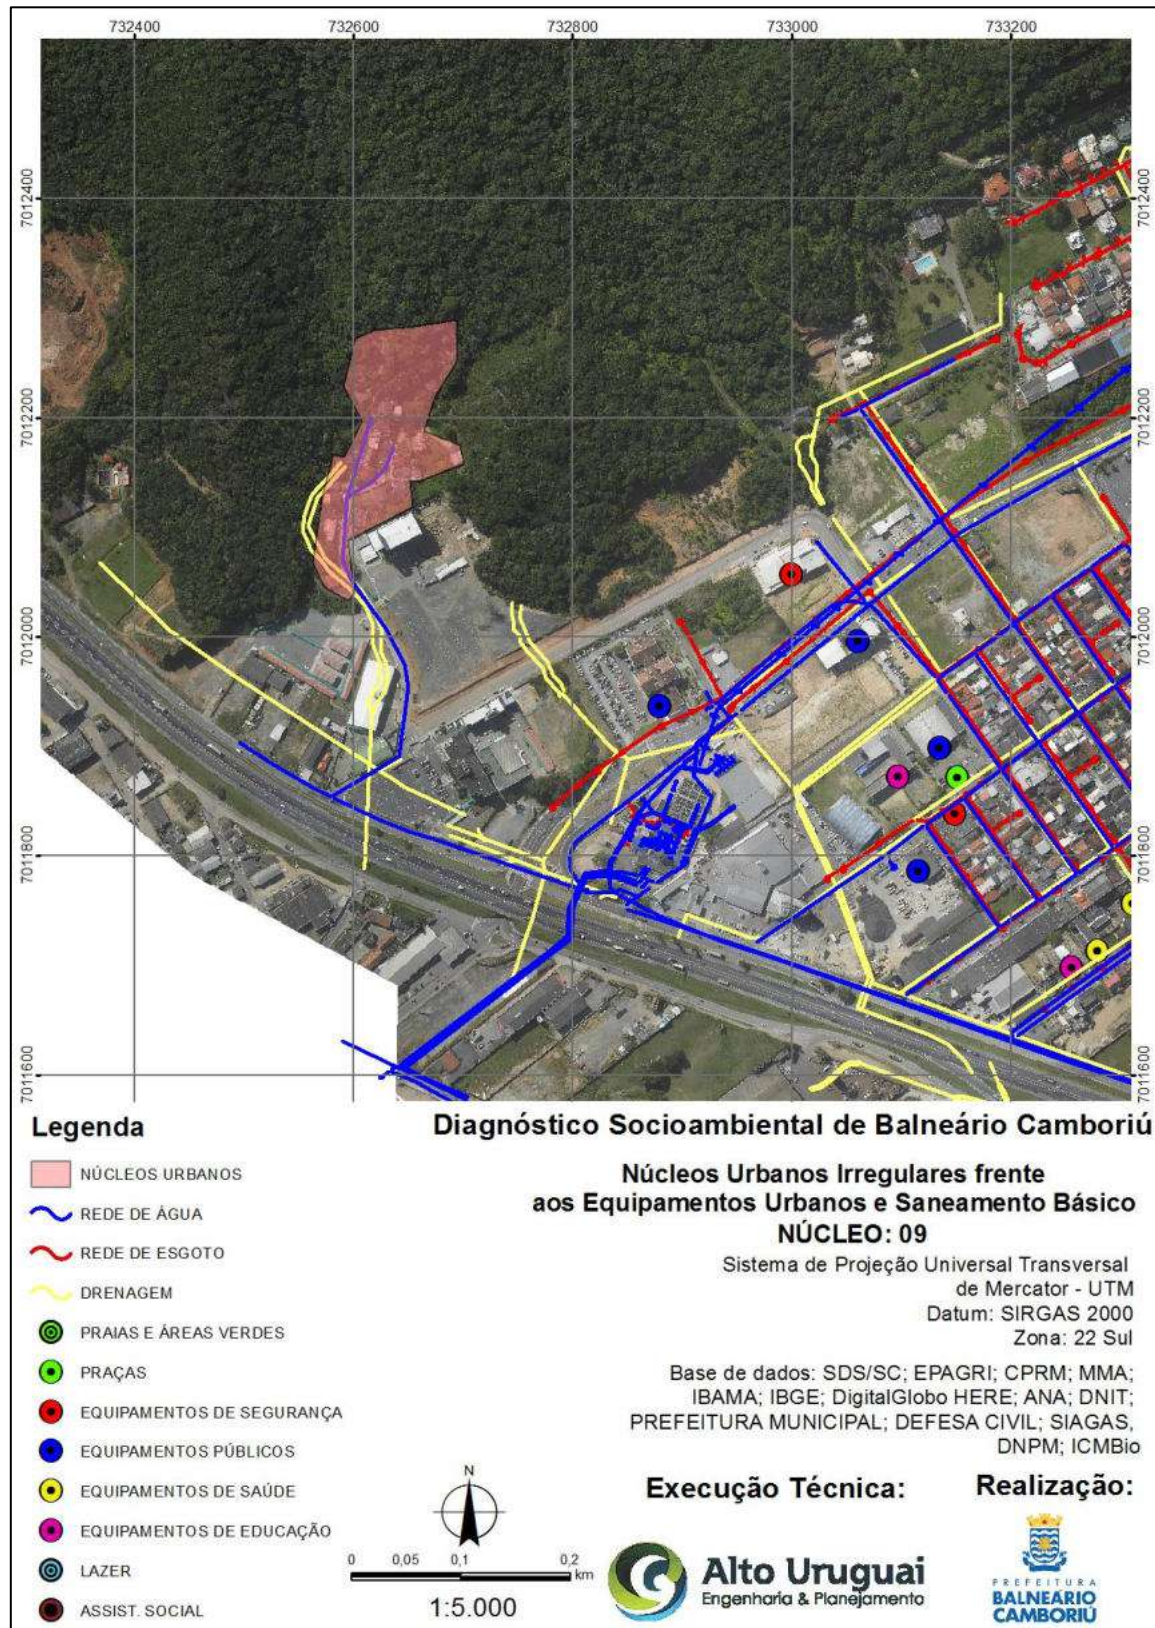 732400 732600 732800 733000 733200
7012400 7012400
7012200 7012200
7012000 7012000
7011800 7011800
7011600 7011600
Legenda
NÚCLEOS URBANOS
REDE DE ÁGUA
REDE DE ESGOTO
DRENAGEM
PRAIAS E ÁREAS VERDES
PRAÇAS
EQUIPAMENTOS DE SEGURANÇA
EQUIPAMENTOS PÚBLICOS
EQUIPAMENTOS DE SAÚDE
EQUIPAMENTOS DE EDUCAÇÃO
LAZER
ASSIST. SOCIAL
N
0 0,05 0,1 0,2
km
1:5.000
Diagnóstico Socioambiental de Balneário Camboriú
Núcleos Urbanos Irregulares frente
aos Equipamentos Urbanos e Saneamento Básico
NÚCLEO: 09
Sistema de Projeção Universal Transversal
de Mercator - UTM
Datum: SIRGAS 2000
Zona: 22 Sul
Base de dados: SDS/SC; EPAGRI; CPRM; MMA;
IBAMA; IBGE; DigitalGlobo HERE; ANA; DNIT;
PREFEITURA MUNICIPAL; DEFESA CIVIL; SIAGAS,
DNPM; ICMBio
Execução Técnica:
Alto Uruguai
Engenharia & Planejamento
Realização:
PREFEITURA
BALNEÁRIO
CAMBORIÚ